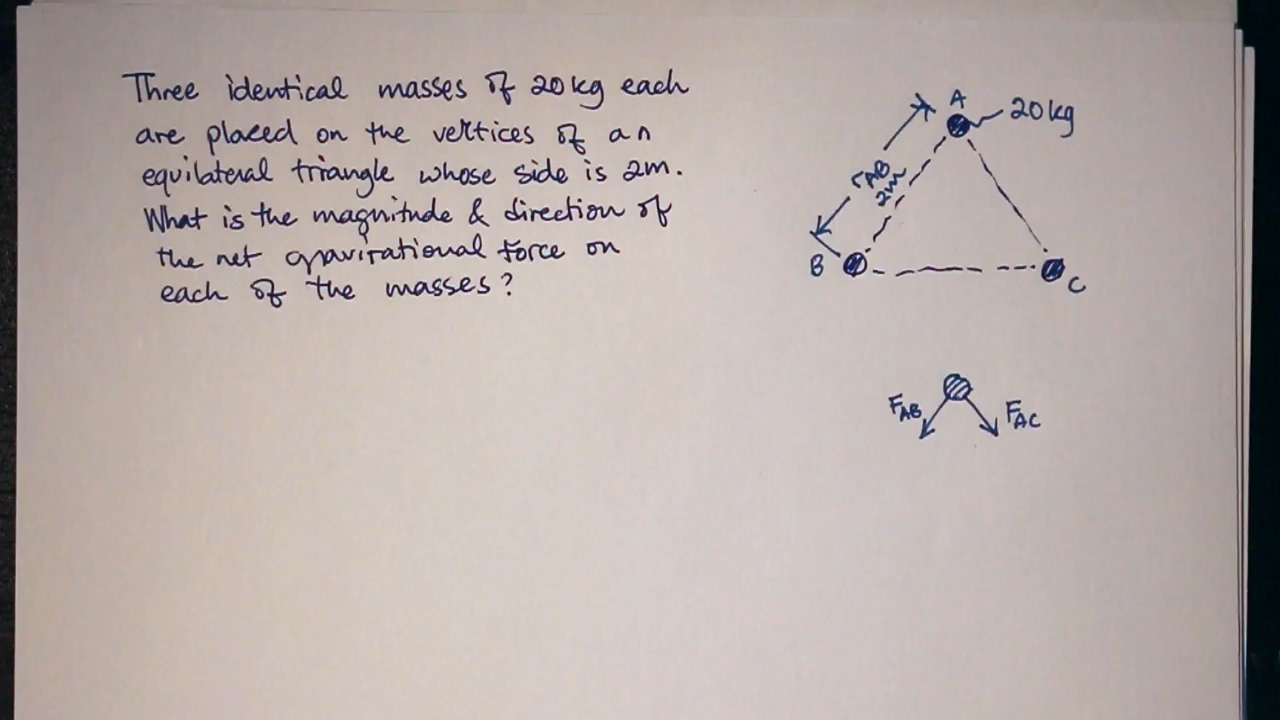 Three identical masses of 20kg each
are placed on the vertices of an
equilateral triangle whose side is 2m.
What is the magnitude & direction of
the net gravitational force on
each of the masses?
A
20kg
rAB
2m
B
C
FAB
FAC